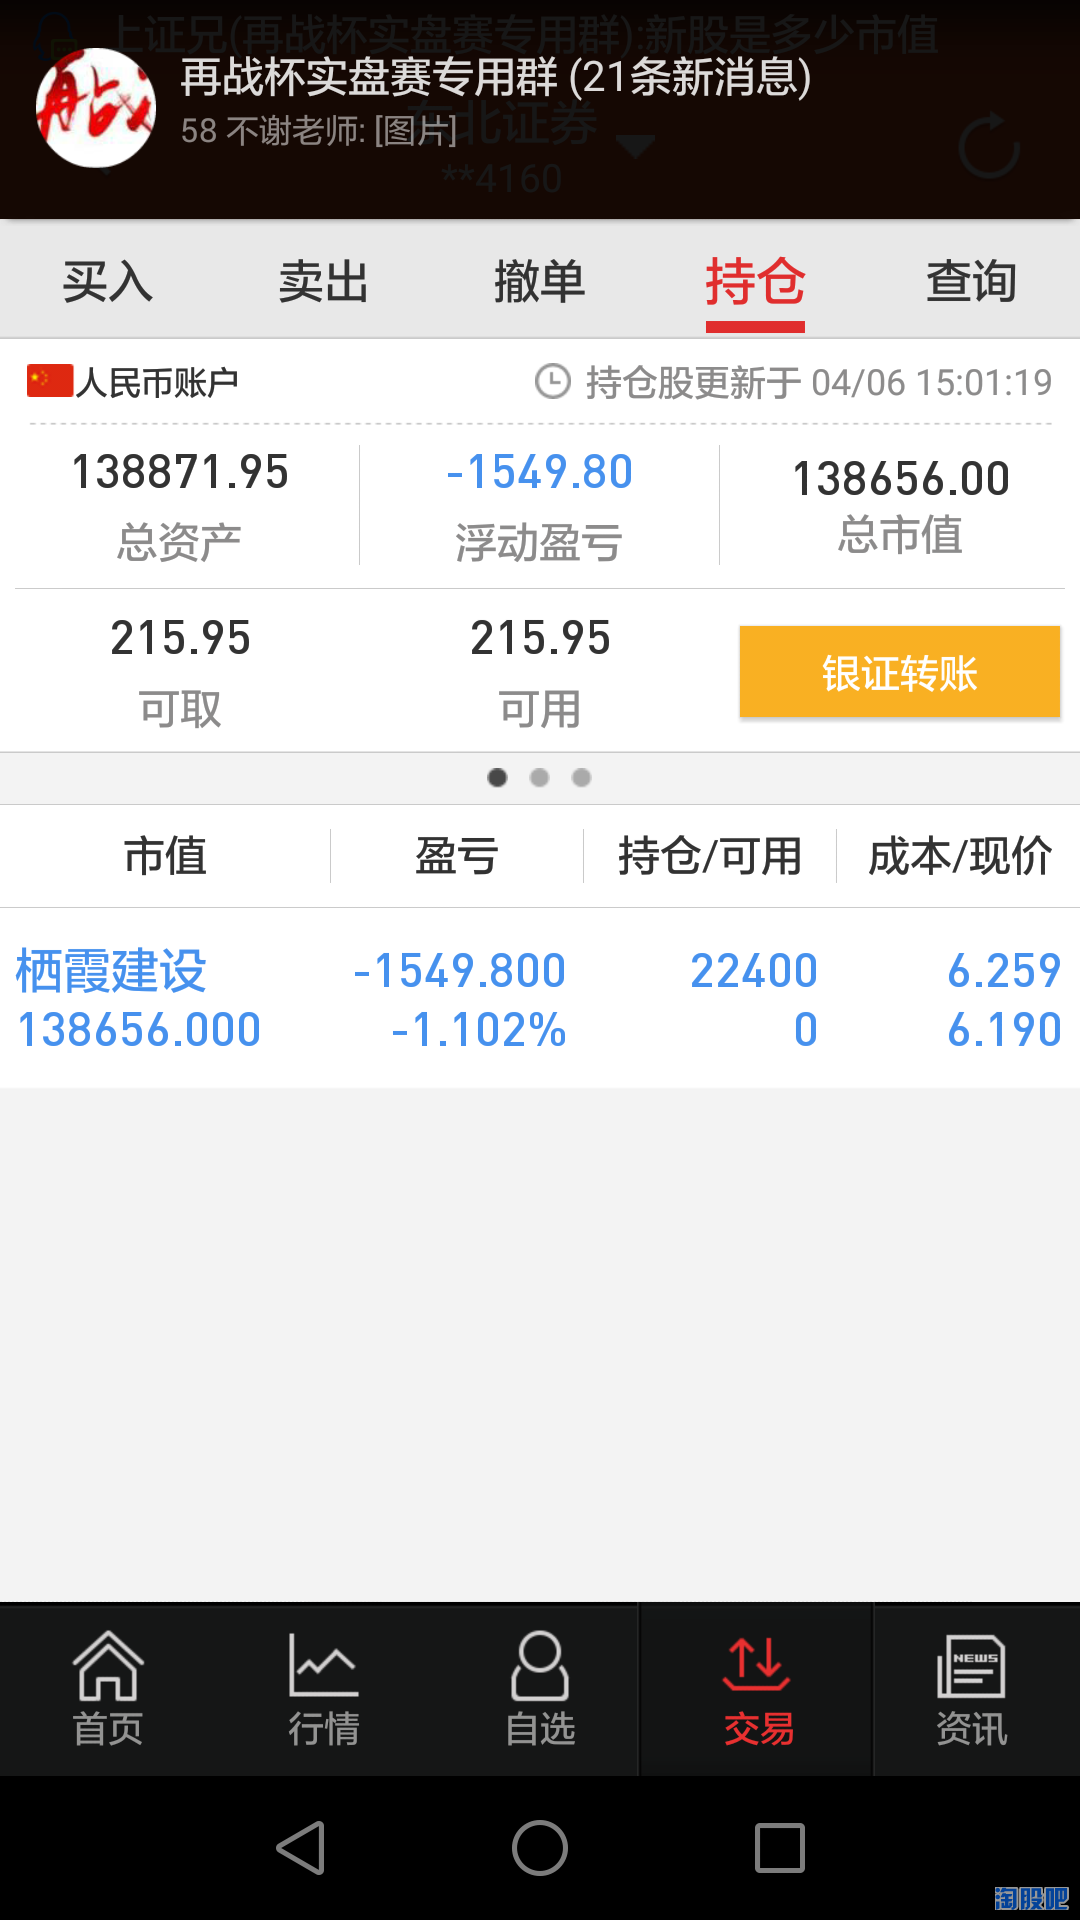 上证兄(再战杯实盘赛专用群):新股是多少市值
再战杯实盘赛专用群 (21条新消息)
58 不谢老师: [图片]
东北证券
**4160
再战
买入 卖出 撤单 持仓 查询
人民币账户 持仓股更新于 04/06 15:01:19
138871.95 -1549.80 138656.00
总资产 浮动盈亏 总市值
215.95 215.95 银证转账
可取 可用
市值 盈亏 持仓/可用 成本/现价
栖霞建设 -1549.800 22400 6.259
138656.000 -1.102% 0 6.190
NEWS
首页 行情 自选 交易 资讯
淘股吧